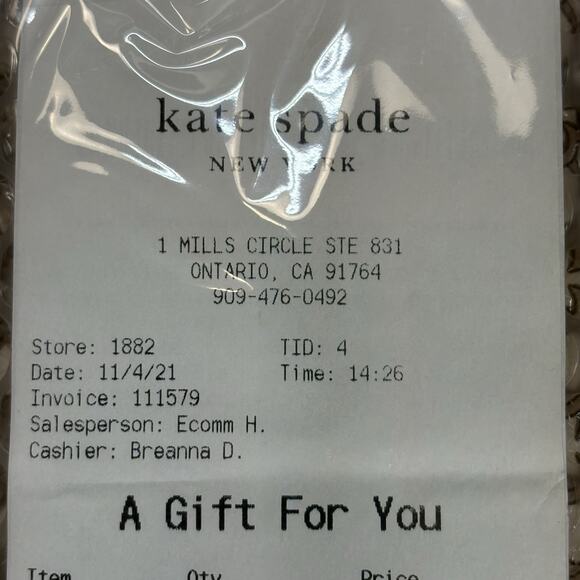 kate spade
NEW YORK
1 MILLS CIRCLE STE 831
ONTARIO, CA 91764
909-476-0492
Store: 1882 TID: 4
Date: 11/4/21 Time: 14:26
Invoice: 111579
Salesperson: Ecomm H.
Cashier: Breanna D.
A Gift For You
Item Qty Price